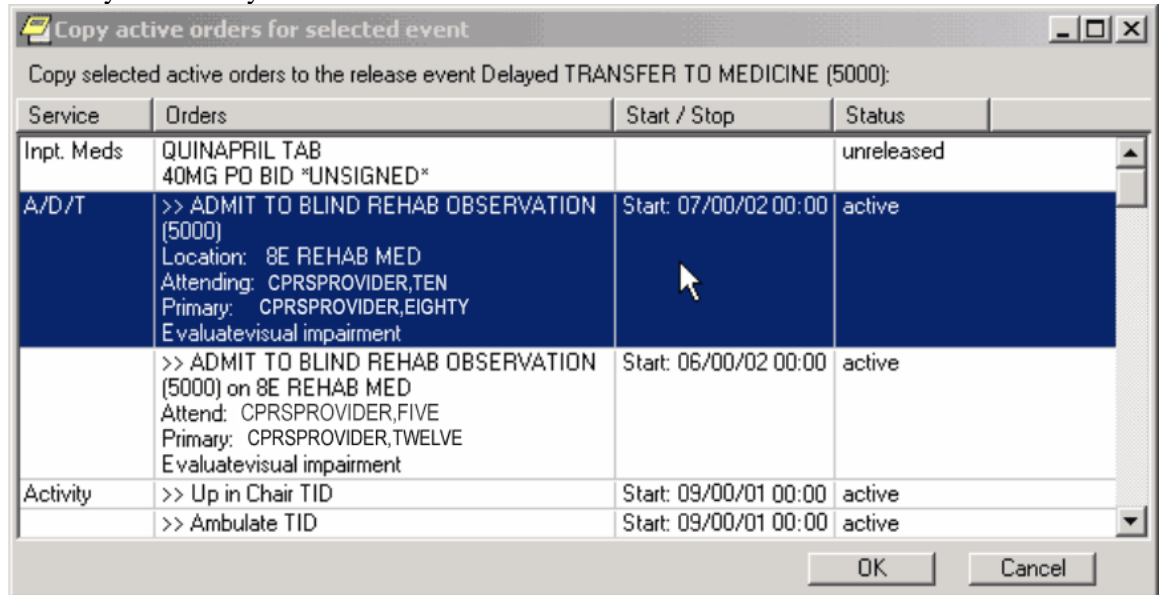 Copy active orders for selected event
Copy selected active orders to the release event Delayed TRANSFER TO MEDICINE (5000):
Service Orders Start / Stop Status
Inpt. Meds QUINAPRIL TAB unreleased
40MG PO BID *UNSIGNED*
A/D/T >> ADMIT TO BLIND REHAB OBSERVATION Start: 07/00/02 00:00 active
(5000)
Location: 8E REHAB MED
Attending: CPRSPROVIDER,TEN
Primary: CPRSPROVIDER,EIGHTY
Evaluatevisual impairment
>> ADMIT TO BLIND REHAB OBSERVATION Start: 06/00/02 00:00 active
(5000) on 8E REHAB MED
Attend: CPRSPROVIDER,FIVE
Primary: CPRSPROVIDER,TWELVE
Evaluatevisual impairment
Activity >> Up in Chair TID Start: 09/00/01 00:00 active
>> Ambulate TID Start: 09/00/01 00:00 active
OK Cancel